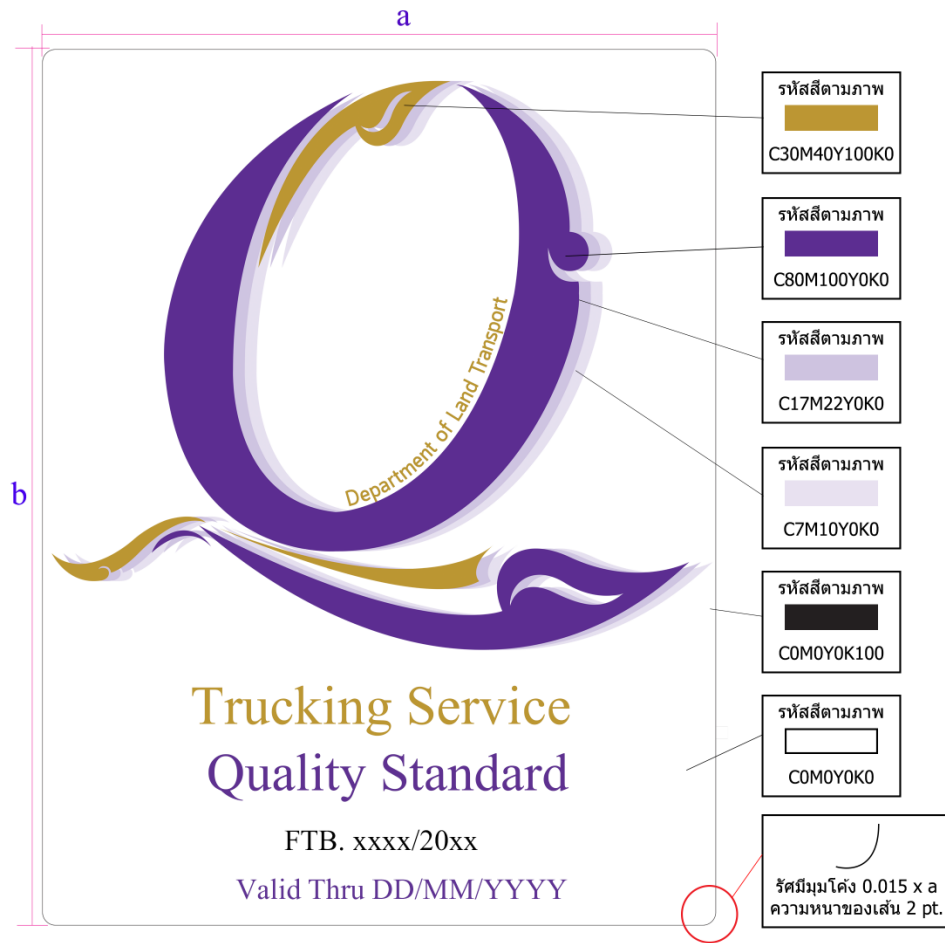 a
b
Department of Land Transport
Trucking Service
Quality Standard
FTB. xxxx/20xx
Valid Thru DD/MM/YYYY
รหัสสีตามภาพ
C30M40Y100K0
รหัสสีตามภาพ
C80M100Y0K0
รหัสสีตามภาพ
C17M22Y0K0
รหัสสีตามภาพ
C7M10Y0K0
รหัสสีตามภาพ
C0M0Y0K100
รหัสสีตามภาพ
C0M0Y0K0
รัศมีมุมโค้ง 0.015 x a
ความหนาของเส้น 2 pt.